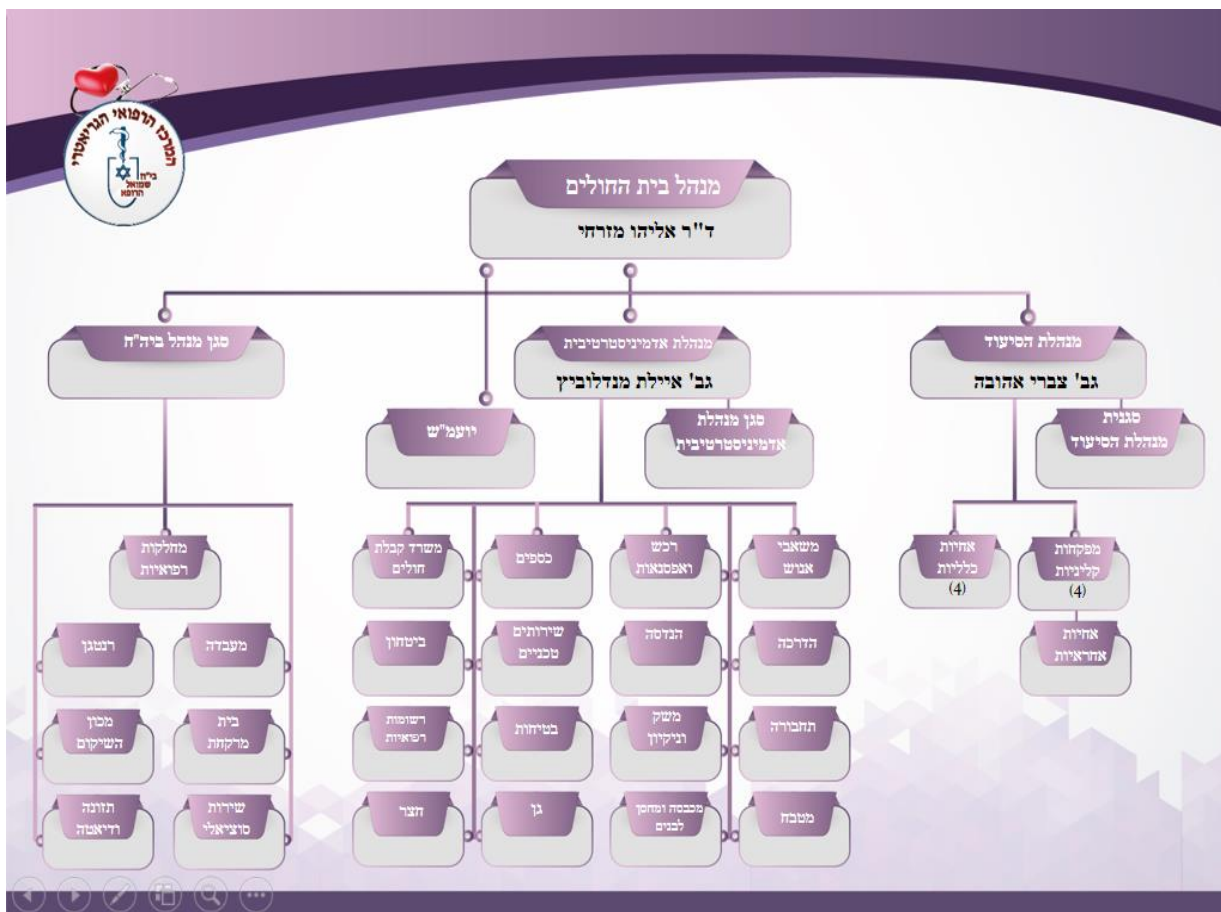 המרכז הרפואי הגריאטרי
בי"ח
שמואל
הרופא
מנהל בית החולים
ד"ר אליהו מזרחי
מנהלת הסיעוד
גב' צברי אהובה
מנהלת אדמיניסטרטיבית
גב' איילת מנדלוביץ
סגן מנהל ביה"ח
סגנית
מנהלת הסיעוד
סגן מנהלת
אדמיניסטרטיבית
יועמ"ש
מפקחות
קליניות
(4)
אחיות
כלליות
(4)
אחיות
אחראיות
משאבי
אנוש
רכש
ואפסנאות
כספים
משרד קבלת
חולים
הדרכה
הנדסה
שירותים
טכניים
ביטחון
תחבורה
משק
וניקיון
בטיחות
רשומות
רפואיות
מטבח
מכבסה ומחסן
לבנים
גן
חצר
מחלקות
רפואיות
מעבדה
רנטגן
בית
מרקחת
מכון
השיקום
שירות
סוציאלי
תזונה
ודיאטה